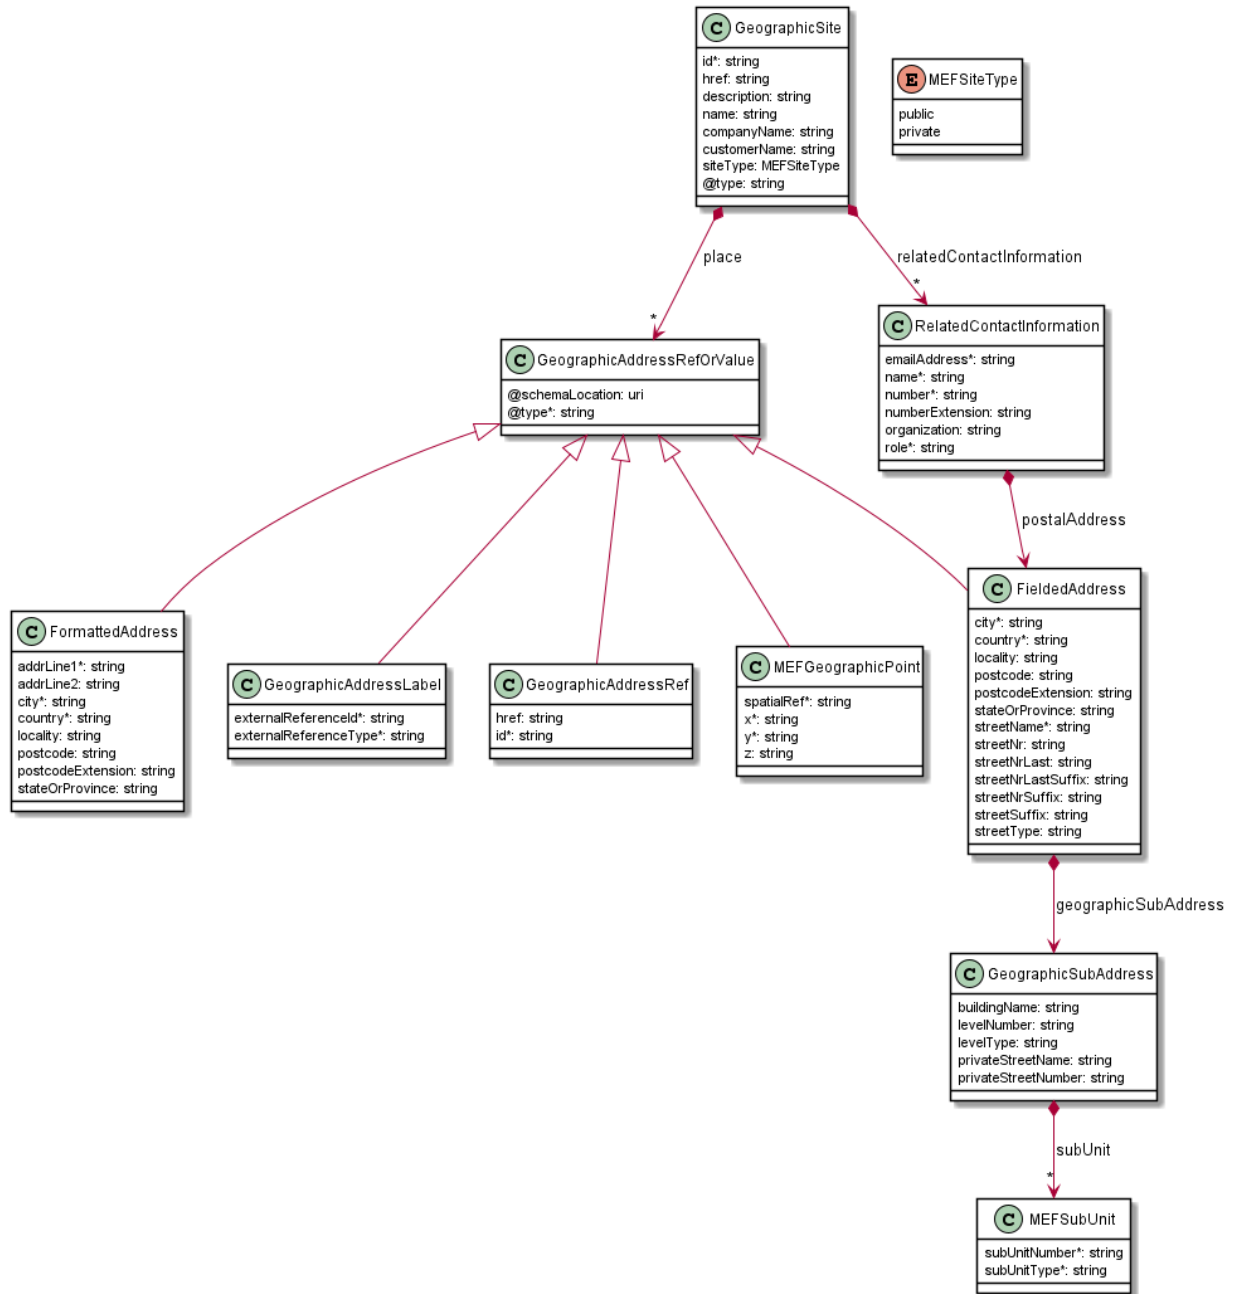 C GeographicSite
id*: string
href: string
description: string
name: string
companyName: string
customerName: string
siteType: MEFSiteType
@type: string
E MEFSiteType
public
private
place
*
relatedContactInformation
*
C GeographicAddressRefOrValue
@schemaLocation: uri
@type*: string
C RelatedContactInformation
emailAddress*: string
name*: string
number*: string
numberExtension: string
organization: string
role*: string
postalAddress
C FormattedAddress
addrLine1*: string
addrLine2: string
city*: string
country*: string
locality: string
postcode: string
postcodeExtension: string
stateOrProvince: string
C GeographicAddressLabel
externalReferenceId*: string
externalReferenceType*: string
C GeographicAddressRef
href: string
id*: string
C MEFGeographicPoint
spatialRef*: string
x*: string
y*: string
z: string
C FieldedAddress
city*: string
country*: string
locality: string
postcode: string
postcodeExtension: string
stateOrProvince: string
streetName*: string
streetNr: string
streetNrLast: string
streetNrLastSuffix: string
streetNrSuffix: string
streetSuffix: string
streetType: string
geographicSubAddress
C GeographicSubAddress
buildingName: string
levelNumber: string
levelType: string
privateStreetName: string
privateStreetNumber: string
subUnit
*
C MEFSubUnit
subUnitNumber*: string
subUnitType*: string